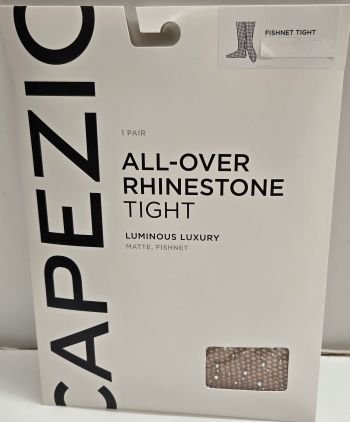 CAPEZIO
FISHNET TIGHT
1 PAIR
ALL-OVER
RHINESTONE
TIGHT
LUMINOUS LUXURY
MATTE, FISHNET